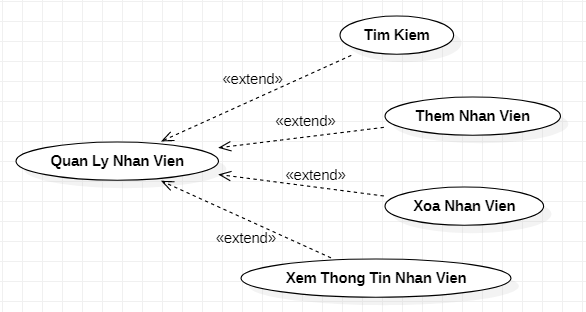 Tim Kiem
«extend»
Them Nhan Vien
«extend»
Quan Ly Nhan Vien
«extend»
Xoa Nhan Vien
«extend»
Xem Thong Tin Nhan Vien